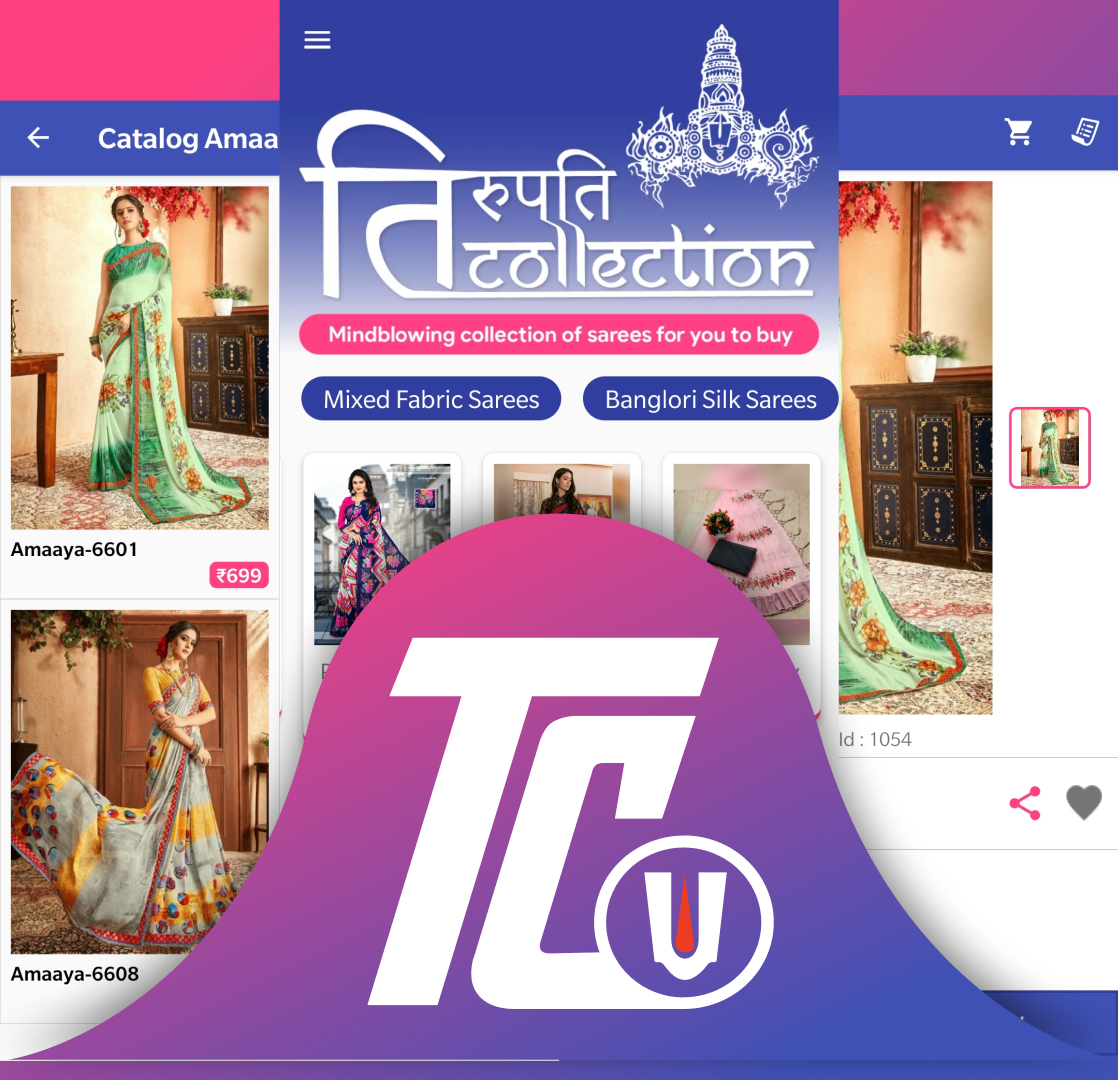 Catalog Amaa
तिरुपति
collection
Mindblowing collection of sarees for you to buy
Mixed Fabric Sarees
Banglori Silk Sarees
Amaaya-6601
₹699
Amaaya-6608
Id : 1054
TC
U